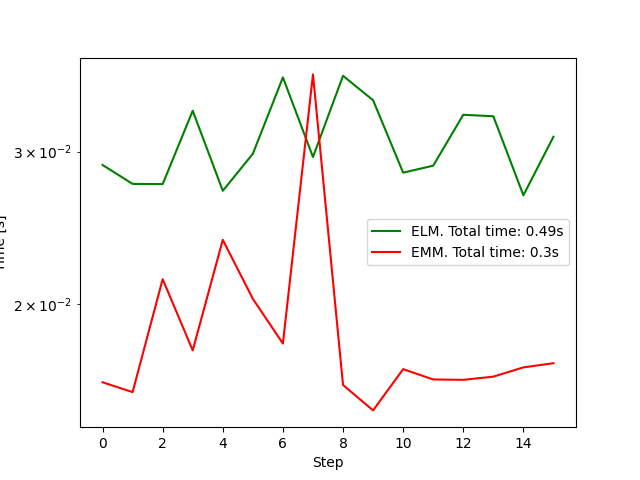 3 × 10⁻²
2 × 10⁻²
Time [s]
ELM. Total time: 0.49s
EMM. Total time: 0.3s
0 2 4 6 8 10 12 14
Step